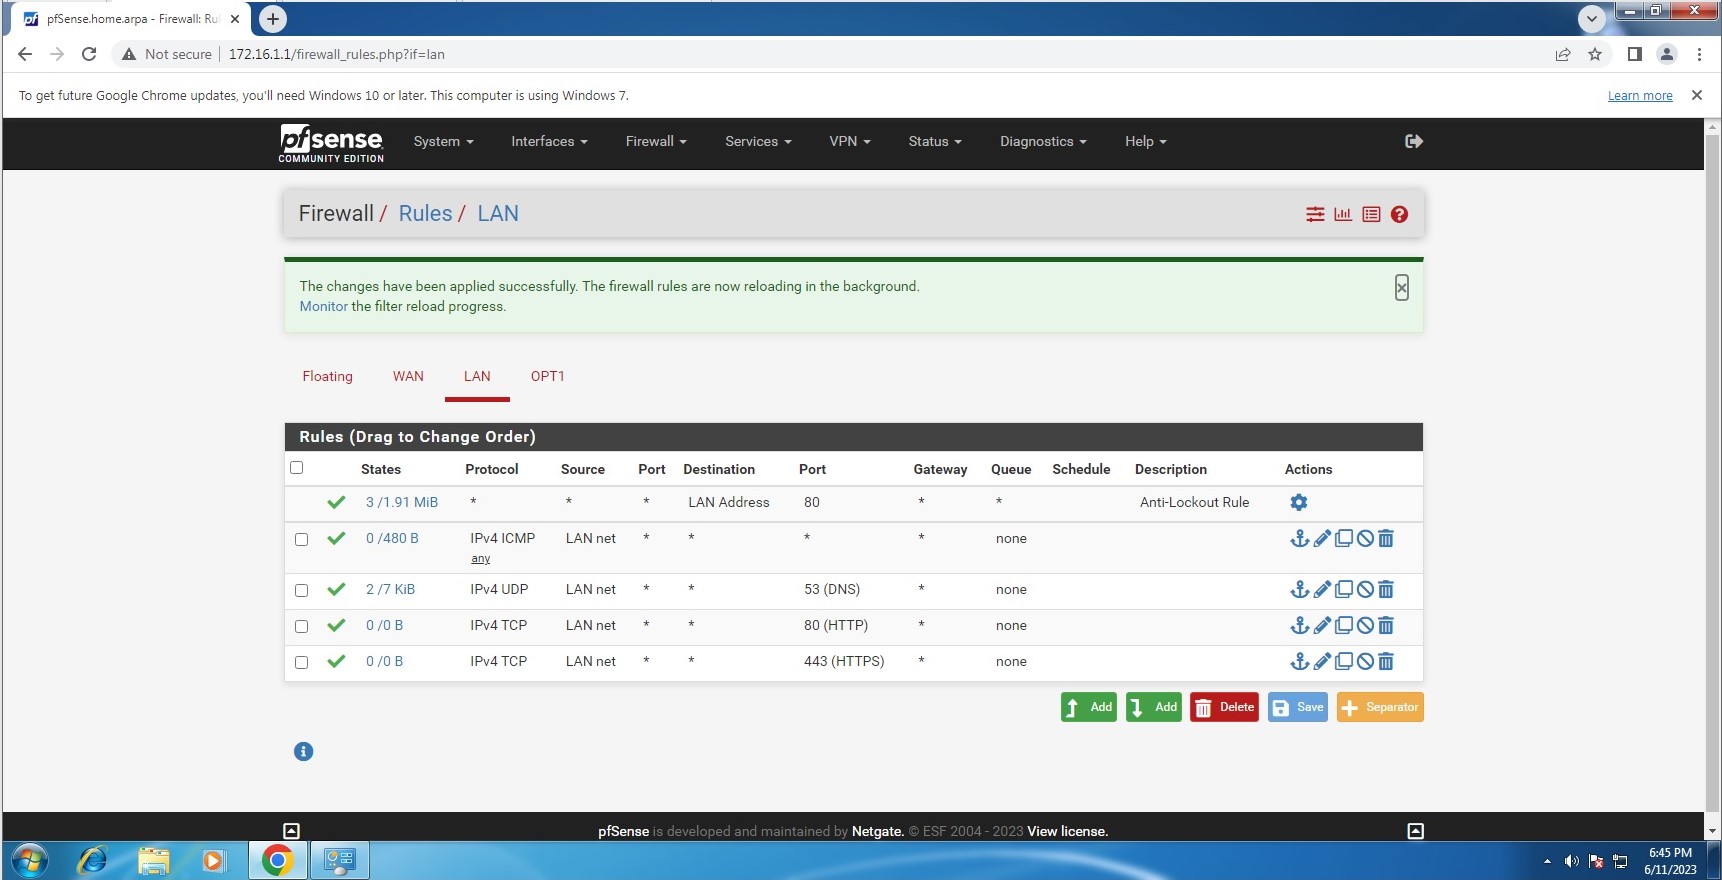 pfSense.home.arpa - Firewall: Ru
Not secure 172.16.1.1/firewall_rules.php?if=lan
To get future Google Chrome updates, you'll need Windows 10 or later. This computer is using Windows 7. Learn more
pfsense COMMUNITY EDITION System Interfaces Firewall Services VPN Status Diagnostics Help
Firewall / Rules / LAN
The changes have been applied successfully. The firewall rules are now reloading in the background.
Monitor the filter reload progress.
Floating WAN LAN OPT1
Rules (Drag to Change Order)
States Protocol Source Port Destination Port Gateway Queue Schedule Description Actions
3 /1.91 MiB * * * LAN Address 80 * * Anti-Lockout Rule
0 /480 B IPv4 ICMP LAN net * * * * none
any
2 /7 KiB IPv4 UDP LAN net * * 53 (DNS) * none
0 /0 B IPv4 TCP LAN net * * 80 (HTTP) * none
0 /0 B IPv4 TCP LAN net * * 443 (HTTPS) * none
Add Add Delete Save Separator
pfSense is developed and maintained by Netgate. © ESF 2004 - 2023 View license.
6:45 PM
6/11/2023